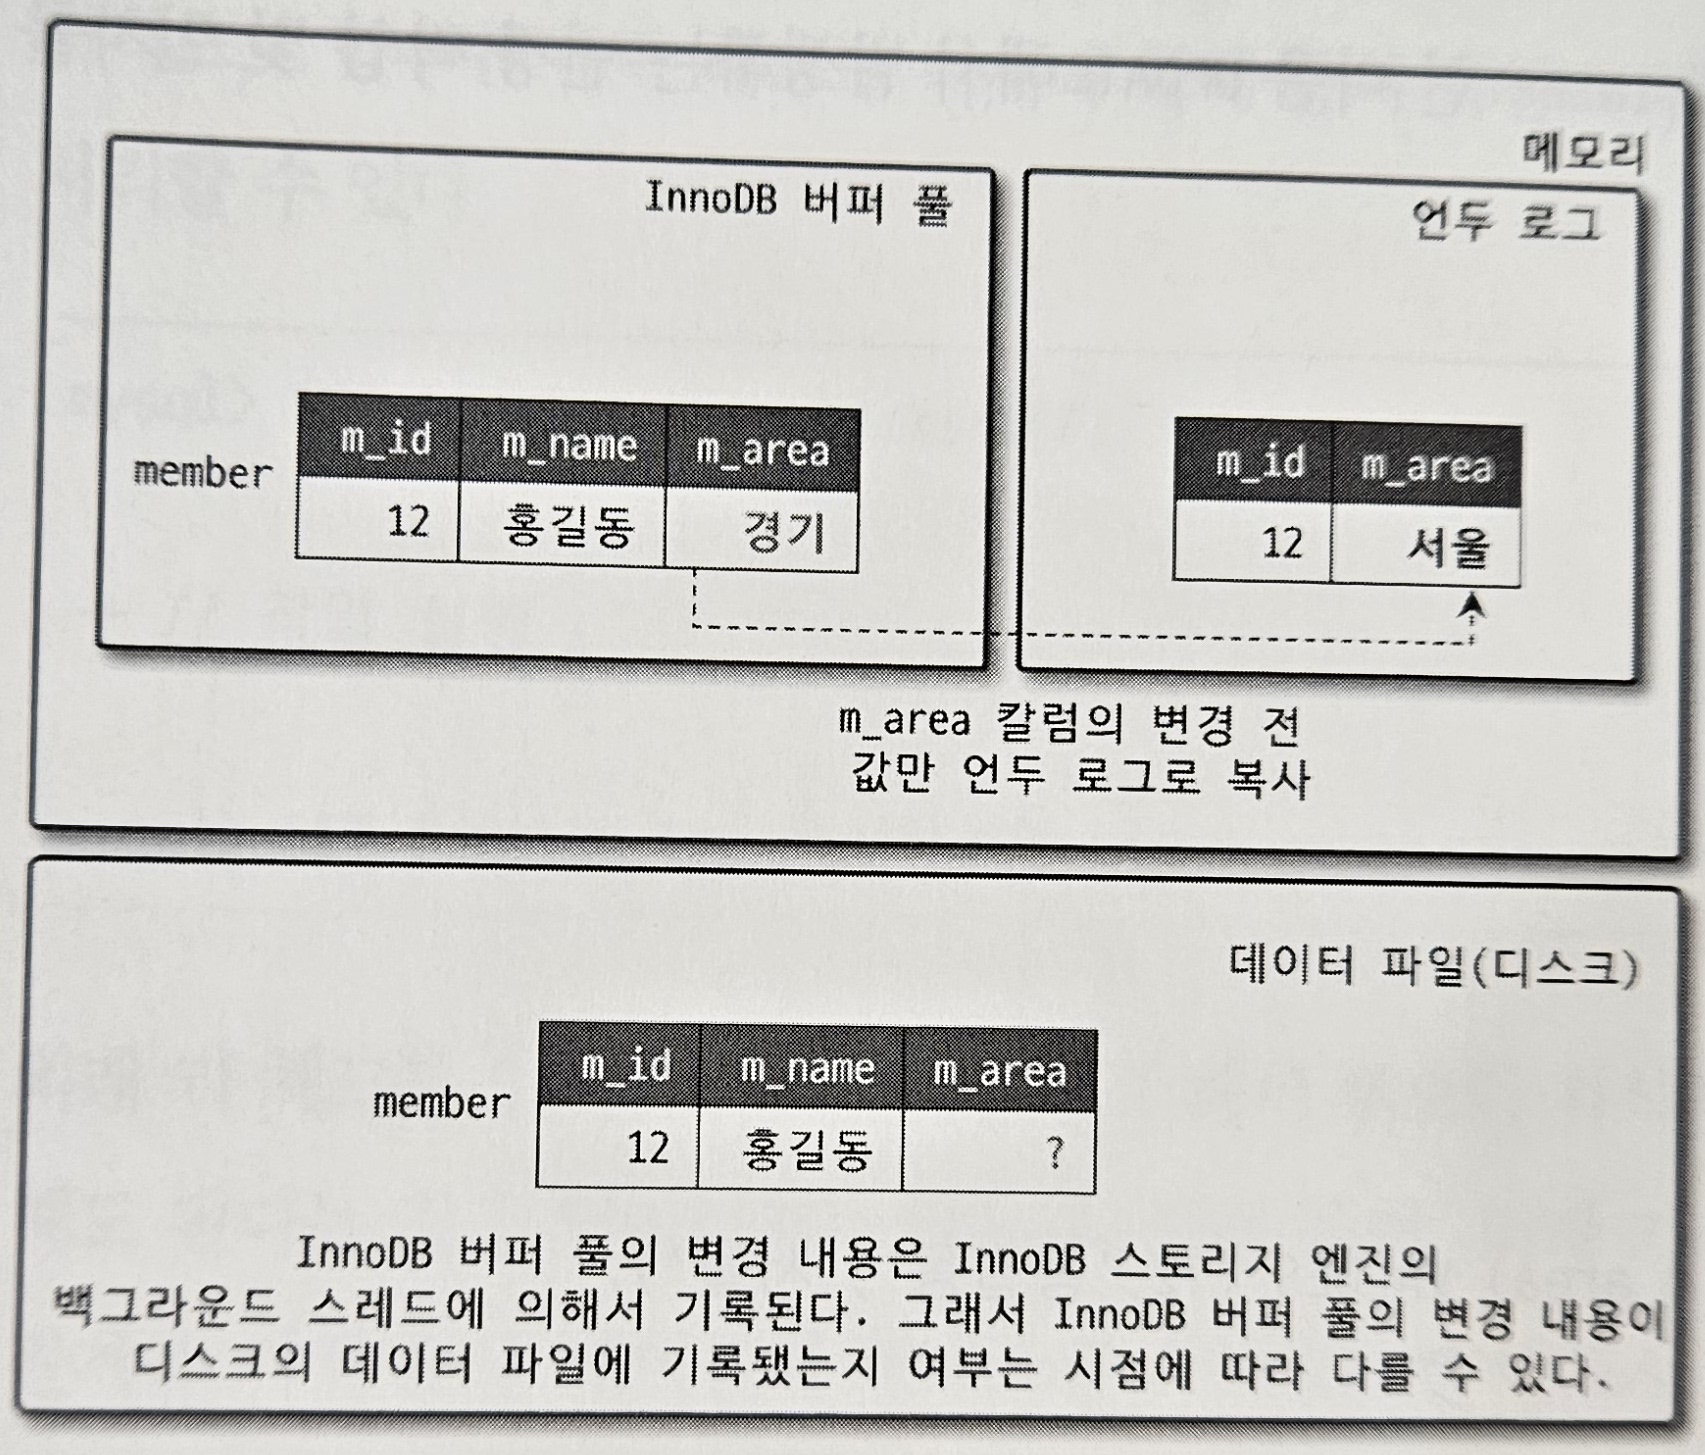 메모리
InnoDB 버퍼 풀
언두 로그
member
m_id m_name m_area
12 홍길동 경기
m_id m_area
12 서울
m_area 칼럼의 변경 전
값만 언두 로그로 복사
데이터 파일(디스크)
member
m_id m_name m_area
12 홍길동 ?
InnoDB 버퍼 풀의 변경 내용은 InnoDB 스토리지 엔진의
백그라운드 스레드에 의해서 기록된다. 그래서 InnoDB 버퍼 풀의 변경 내용이
디스크의 데이터 파일에 기록됐는지 여부는 시점에 따라 다를 수 있다.